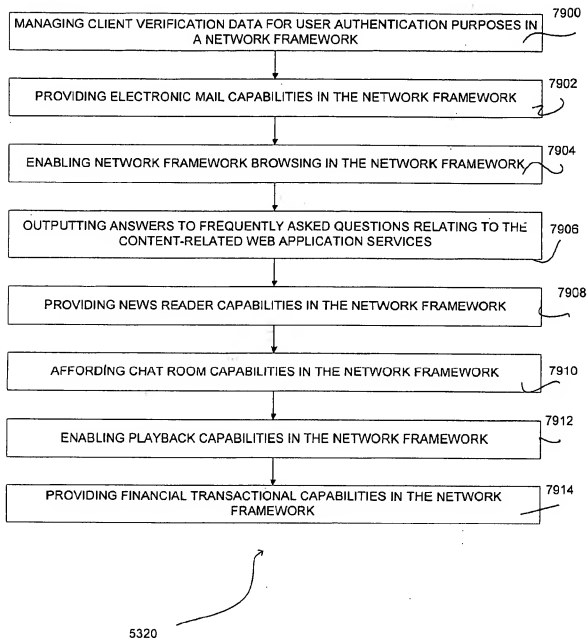 7900
MANAGING CLIENT VERIFICATION DATA FOR USER AUTHENTICATION PURPOSES IN
A NETWORK FRAMEWORK
7902
PROVIDING ELECTRONIC MAIL CAPABILITIES IN THE NETWORK FRAMEWORK
7904
ENABLING NETWORK FRAMEWORK BROWSING IN THE NETWORK FRAMEWORK
OUTPUTTING ANSWERS TO FREQUENTLY ASKED QUESTIONS RELATING TO THE
CONTENT-RELATED WEB APPLICATION SERVICES
7906
7908
PROVIDING NEWS READER CAPABILITIES IN THE NETWORK FRAMEWORK
AFFORDING CHAT ROOM CAPABILITIES IN THE NETWORK FRAMEWORK
7910
7912
ENABLING PLAYBACK CAPABILITIES IN THE NETWORK FRAMEWORK
7914
PROVIDING FINANCIAL TRANSACTIONAL CAPABILITIES IN THE NETWORK
FRAMEWORK
5320